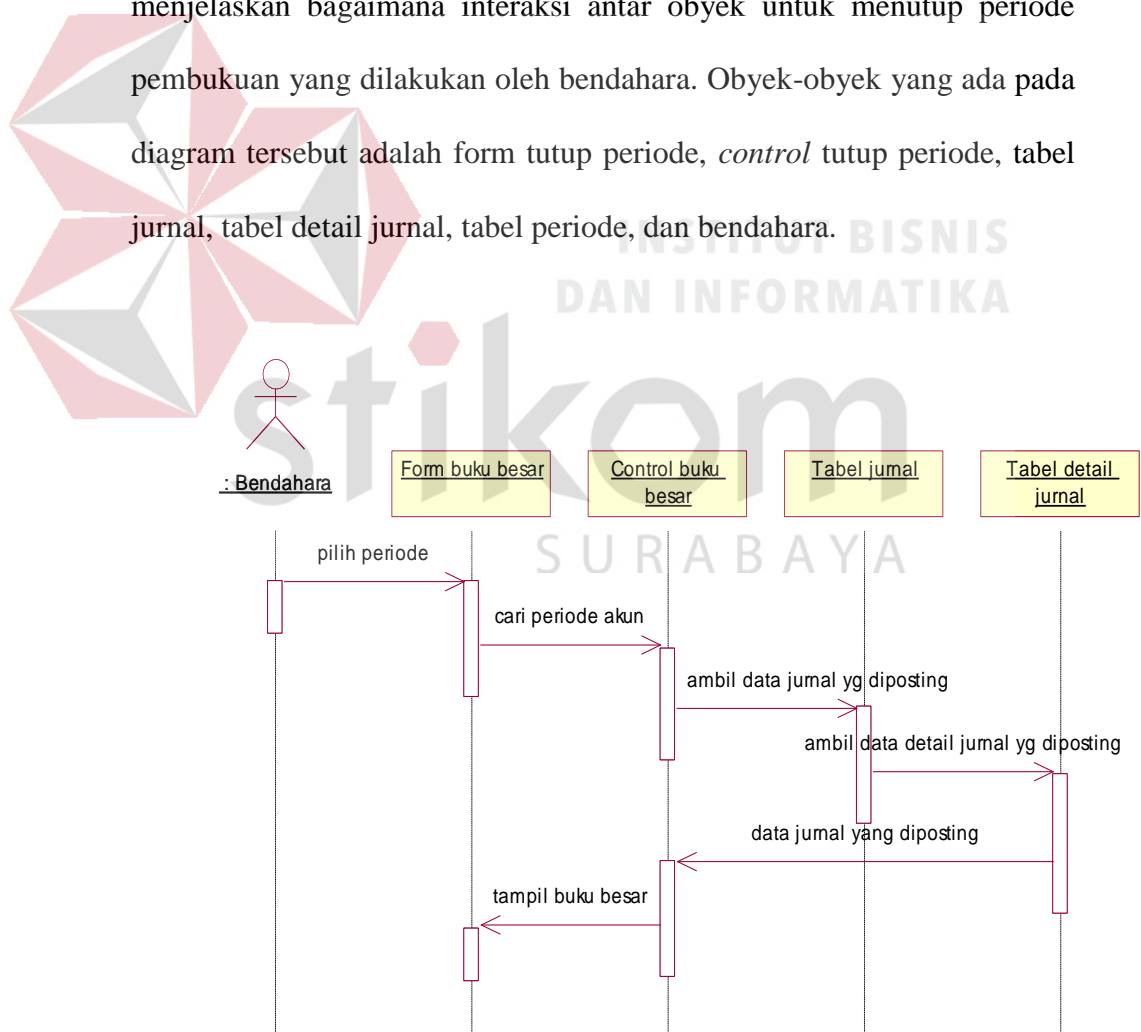 menjelaskan bagaimana interaksi antar obyek untuk menutup periode
pembukuan yang dilakukan oleh bendahara. Obyek-obyek yang ada pada
diagram tersebut adalah form tutup periode, control tutup periode, tabel
jurnal, tabel detail jurnal, tabel periode, dan bendahara.
INSTITUT BISNIS
DAN INFORMATIKA
stikom
SURABAYA
: Bendahara
Form buku besar
Control buku
besar
Tabel jurnal
Tabel detail
jurnal
pilih periode
cari periode akun
ambil data jurnal yg diposting
ambil data detail jurnal yg diposting
data jurnal yang diposting
tampil buku besar